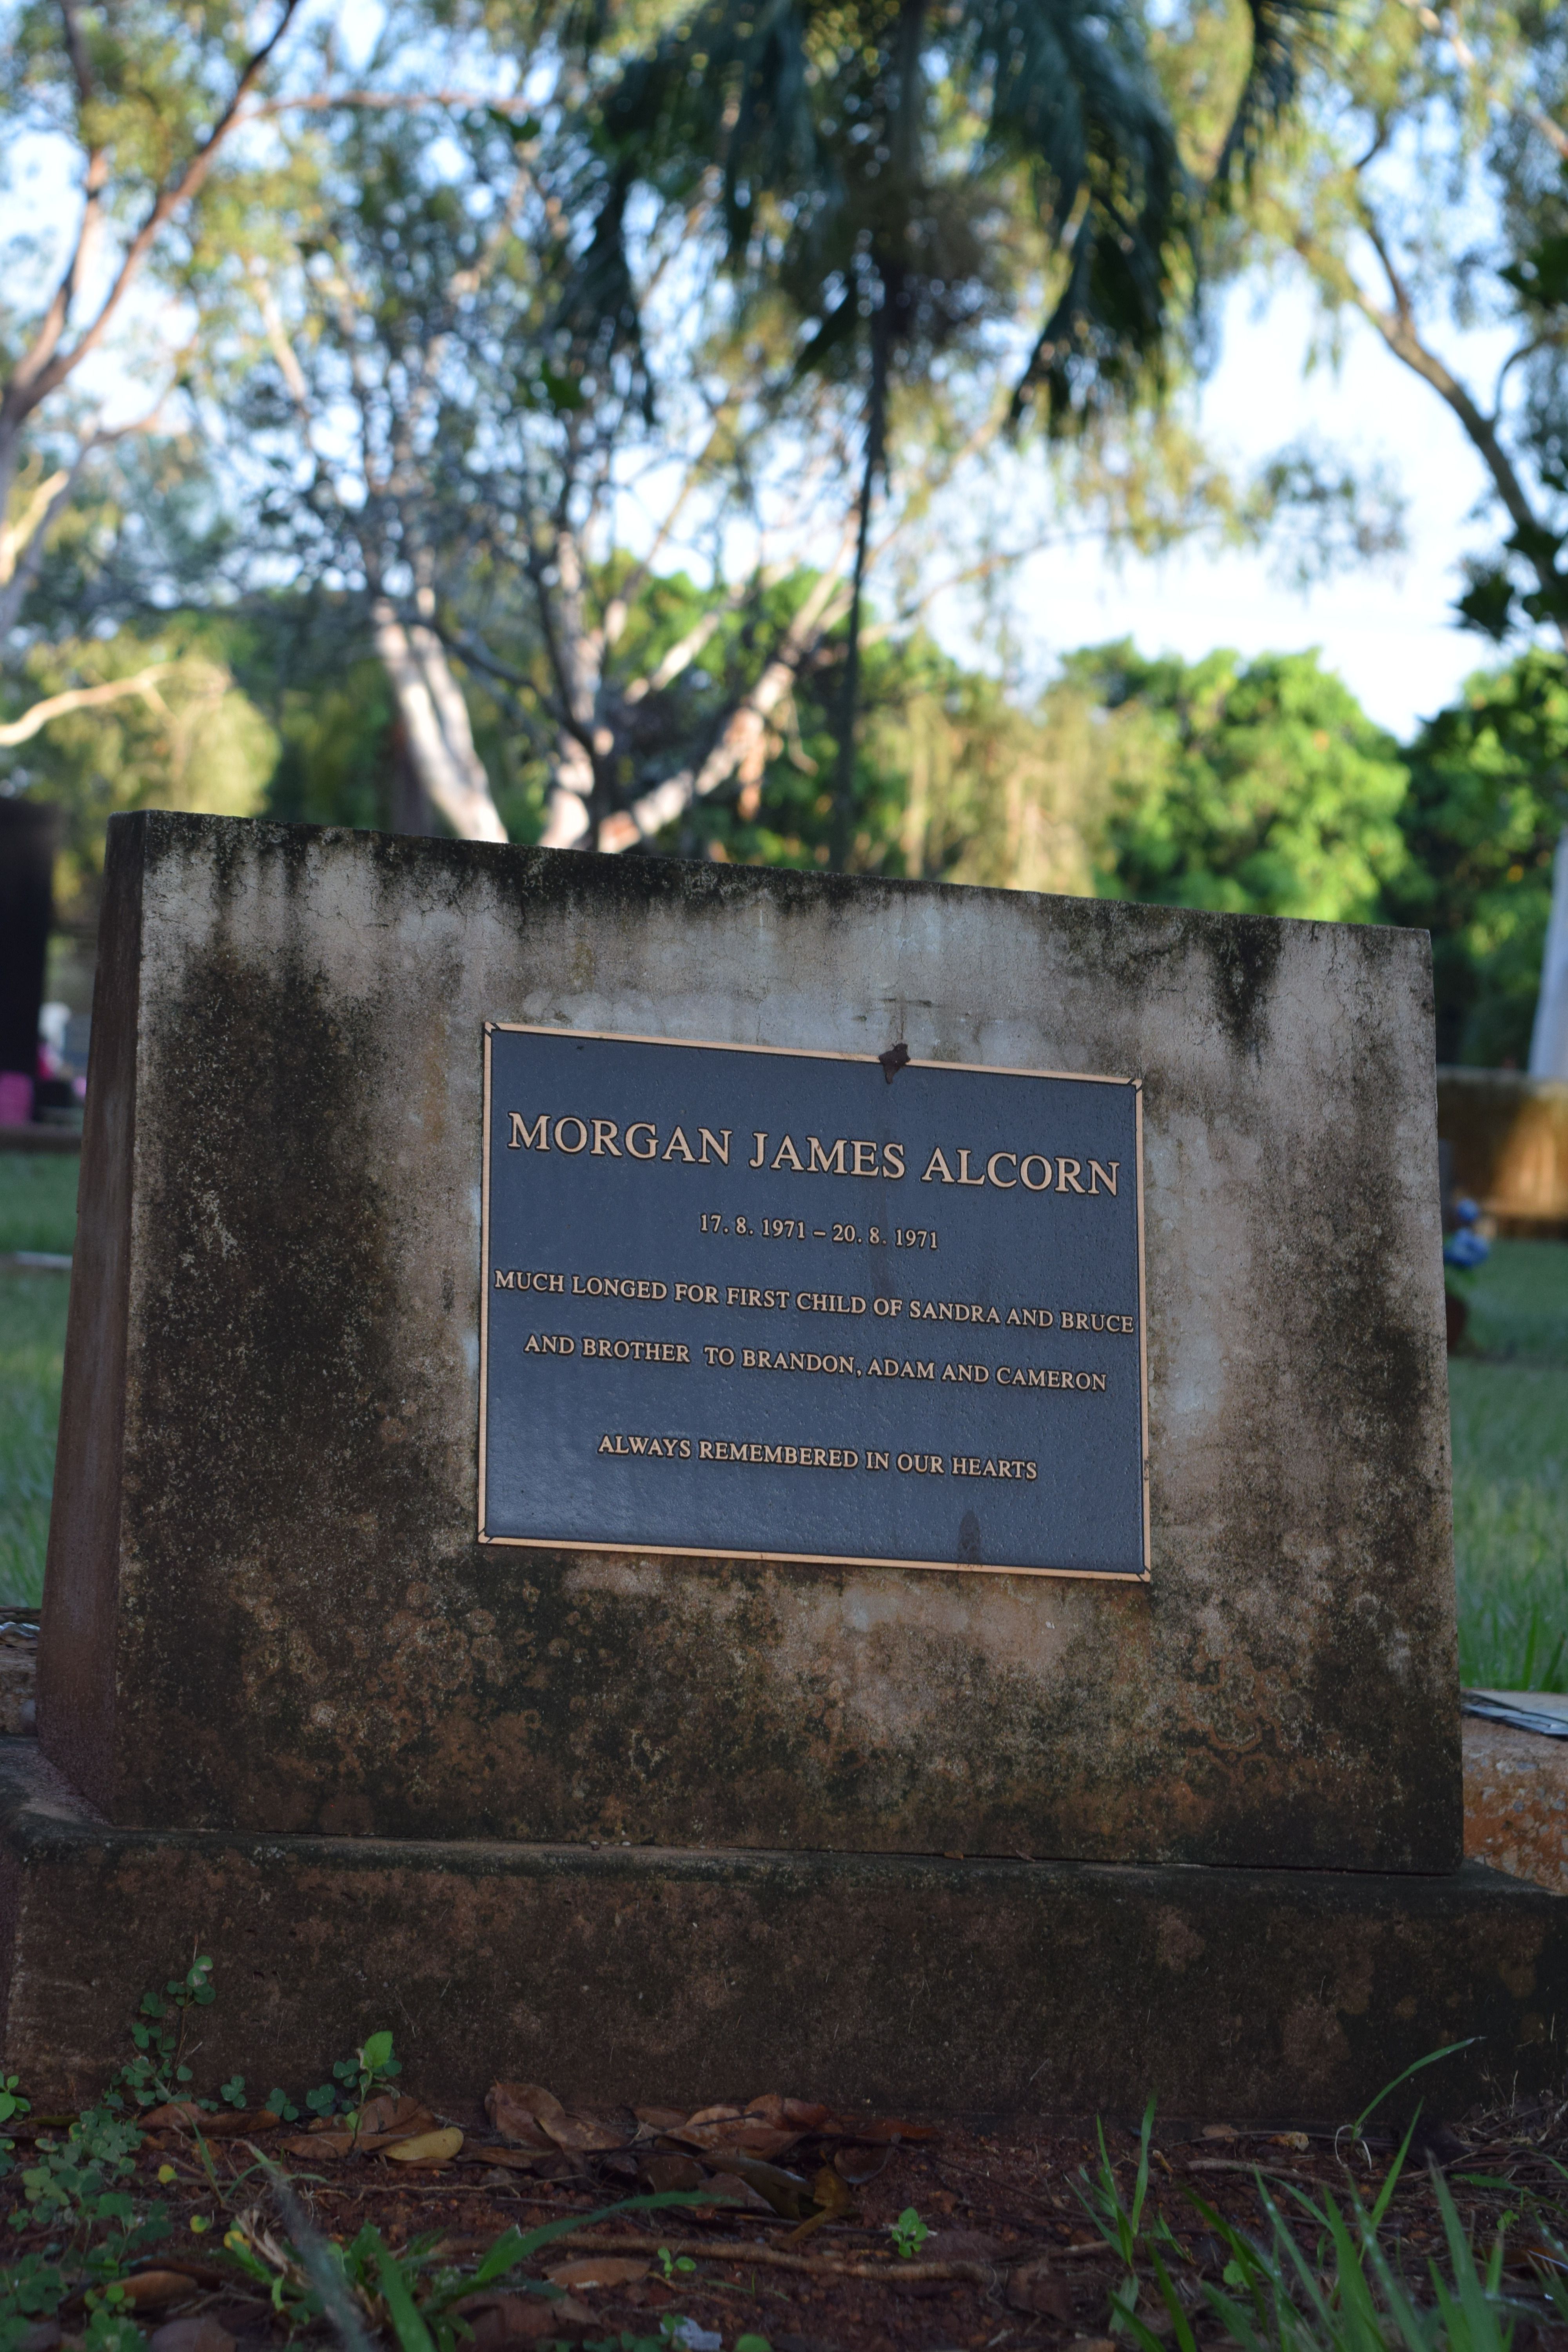 MORGAN JAMES ALCORN
17. 8. 1971 – 20. 8. 1971
MUCH LONGED FOR FIRST CHILD OF SANDRA AND BRUCE
AND BROTHER TO BRANDON, ADAM AND CAMERON
ALWAYS REMEMBERED IN OUR HEARTS